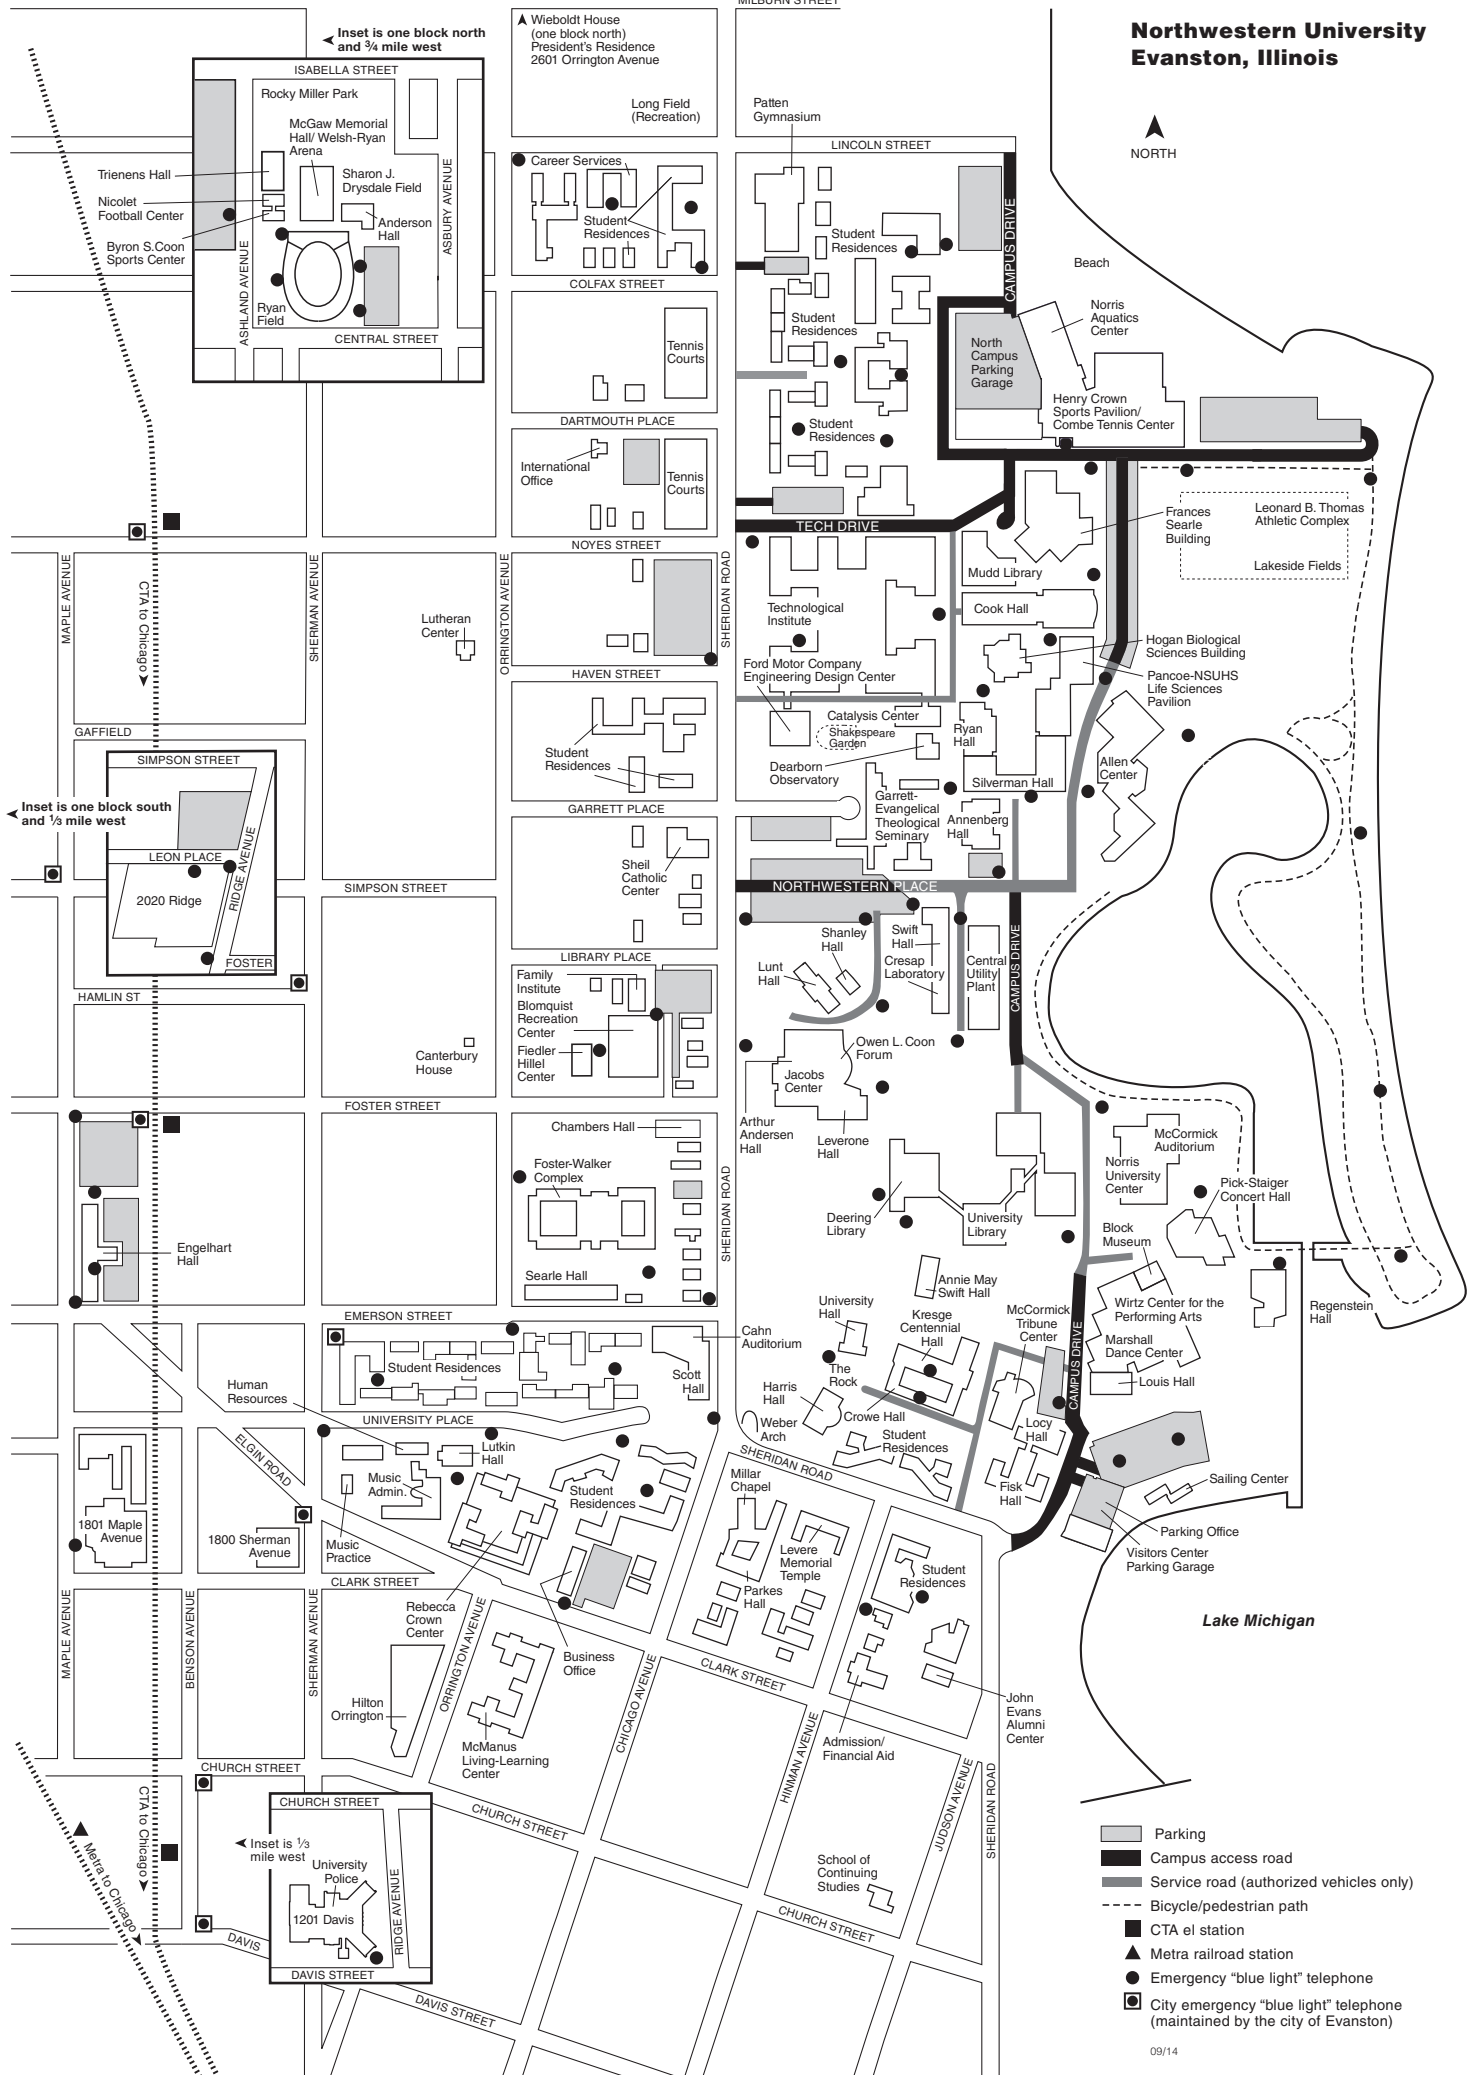 MILBURN STREET
Northwestern University
Evanston, Illinois
NORTH
Inset is one block north
and ¾ mile west
Wieboldt House
(one block north)
President's Residence
2601 Orrington Avenue
Long Field
(Recreation)
Patten
Gymnasium
LINCOLN STREET
ISABELLA STREET
Rocky Miller Park
McGaw Memorial
Hall/ Welsh-Ryan
Arena
Trienens Hall
Sharon J.
Drysdale Field
Nicolet
Football Center
Anderson
Hall
Byron S.Coon
Sports Center
ASHLAND AVENUE
ASBURY AVENUE
Ryan
Field
CENTRAL STREET
Career Services
Student
Residences
COLFAX STREET
Student
Residences
CAMPUS DRIVE
Beach
Student
Residences
Norris
Aquatics
Center
North
Campus
Parking
Garage
Tennis
Courts
Henry Crown
Sports Pavilion/
Combe Tennis Center
DARTMOUTH PLACE
Student
Residences
International
Office
Tennis
Courts
TECH DRIVE
Frances
Searle
Building
Leonard B. Thomas
Athletic Complex
Lakeside Fields
NOYES STREET
MAPLE AVENUE
CTA to Chicago
SHERMAN AVENUE
ORRINGTON AVENUE
SHERIDAN ROAD
Mudd Library
Cook Hall
Technological
Institute
Lutheran
Center
Hogan Biological
Sciences Building
Ford Motor Company
Engineering Design Center
Pancoe-NSUHS
Life Sciences
Pavilion
HAVEN STREET
Catalysis Center
Shakespeare
Garden
Ryan
Hall
GAFFIELD
SIMPSON STREET
Student
Residences
Dearborn
Observatory
Allen
Center
Silverman Hall
Inset is one block south
and ⅓ mile west
GARRETT PLACE
Garrett-
Evangelical
Theological
Seminary
Annenberg
Hall
LEON PLACE
RIDGE AVENUE
2020 Ridge
FOSTER
Sheil
Catholic
Center
SIMPSON STREET
NORTHWESTERN PLACE
Shanley
Hall
Swift
Hall
Lunt
Hall
Cresap
Laboratory
Central
Utility
Plant
CAMPUS DRIVE
LIBRARY PLACE
HAMLIN ST
Family
Institute
Blomquist
Recreation
Center
Fiedler
Hillel
Center
Canterbury
House
Owen L. Coon
Forum
Jacobs
Center
FOSTER STREET
Arthur
Andersen
Hall
Leverone
Hall
Chambers Hall
Foster-Walker
Complex
McCormick
Auditorium
Norris
University
Center
Pick-Staiger
Concert Hall
SHERIDAN ROAD
Deering
Library
University
Library
Block
Museum
Engelhart
Hall
Searle Hall
Annie May
Swift Hall
University
Hall
Kresge
Centennial
Hall
McCormick
Tribune
Center
Wirtz Center for the
Performing Arts
Regenstein
Hall
EMERSON STREET
Cahn
Auditorium
CAMPUS DRIVE
Marshall
Dance Center
Student Residences
Scott
Hall
The
Rock
Louis Hall
Human
Resources
Harris
Hall
Crowe Hall
UNIVERSITY PLACE
Weber
Arch
Locy
Hall
Student
Residences
ELGIN ROAD
Lutkin
Hall
SHERIDAN ROAD
Music
Admin.
Student
Residences
Millar
Chapel
Fisk
Hall
Sailing Center
1801 Maple
Avenue
1800 Sherman
Avenue
Music
Practice
Levere
Memorial
Temple
Parking Office
Visitors Center
Parking Garage
CLARK STREET
Parkes
Hall
Student
Residences
Rebecca
Crown
Center
Lake Michigan
MAPLE AVENUE
BENSON AVENUE
SHERMAN AVENUE
ORRINGTON AVENUE
Business
Office
CLARK STREET
CHICAGO AVENUE
Hilton
Orrington
John
Evans
Alumni
Center
McManus
Living-Learning
Center
HINMAN AVENUE
Admission/
Financial Aid
JUDSON AVENUE
SHERIDAN ROAD
CHURCH STREET
CHURCH STREET
CHURCH STREET
CTA to Chicago
Metra to Chicago
Inset is ⅓
mile west
University
Police
1201 Davis
RIDGE AVENUE
School of
Continuing
Studies
CHURCH STREET
DAVIS
DAVIS STREET
DAVIS STREET
Parking
Campus access road
Service road (authorized vehicles only)
Bicycle/pedestrian path
CTA el station
Metra railroad station
Emergency “blue light” telephone
City emergency “blue light” telephone
(maintained by the city of Evanston)
09/14